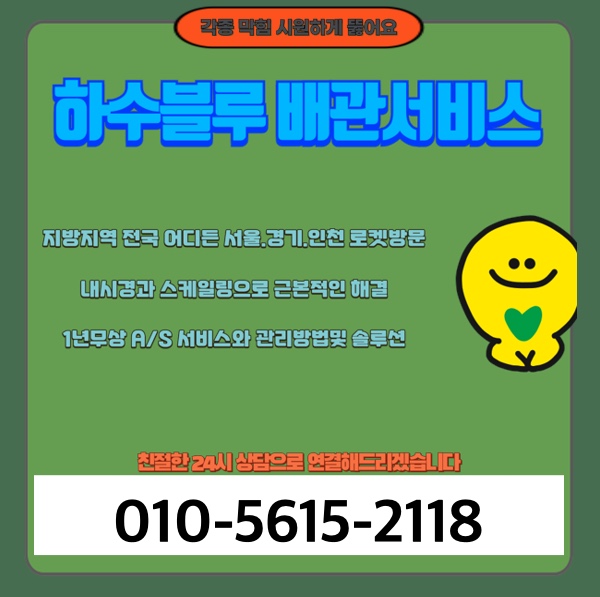 각종 막힘 시원하게 뚫어요
하수블루 배관서비스
지방지역 전국 어디든 서울.경기.인천 로켓방문
내시경과 스케일링으로 근본적인 해결
1년무상 A/S 서비스와 관리방법및 솔루션
친절한 24시 상담으로 연결해드리겠습니다
010-5615-2118